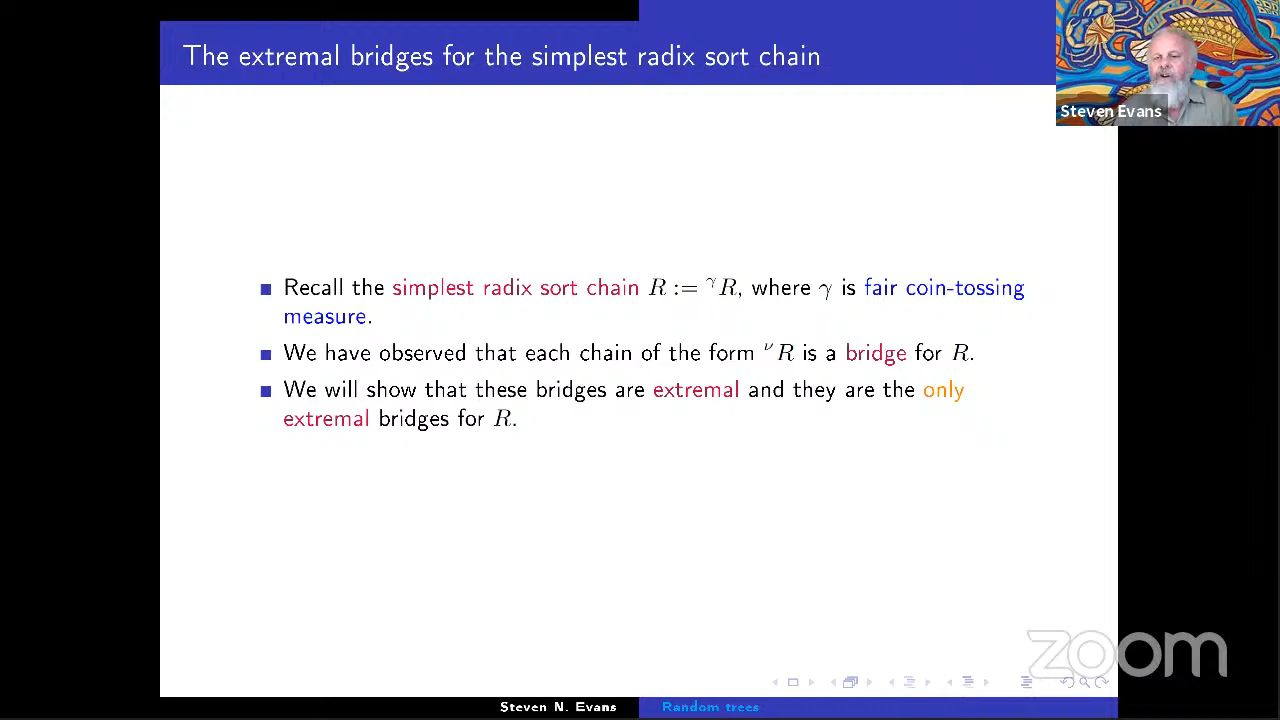 The extremal bridges for the simplest radix sort chain
Steven Evans
Recall the simplest radix sort chain R := ᵞR, where γ is fair coin-tossing
measure.
We have observed that each chain of the form ᵛR is a bridge for R.
We will show that these bridges are extremal and they are the only
extremal bridges for R.
zoom
Steven N. Evans Random trees